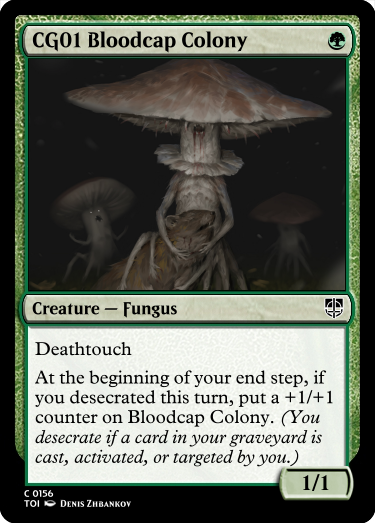 CG01 Bloodcap Colony
Creature — Fungus
Deathtouch
At the beginning of your end step, if
you desecrated this turn, put a +1/+1
counter on Bloodcap Colony. (You
desecrate if a card in your graveyard is
cast, activated, or targeted by you.)
1/1
C 0156
TOI DENIS ZHBANKOV